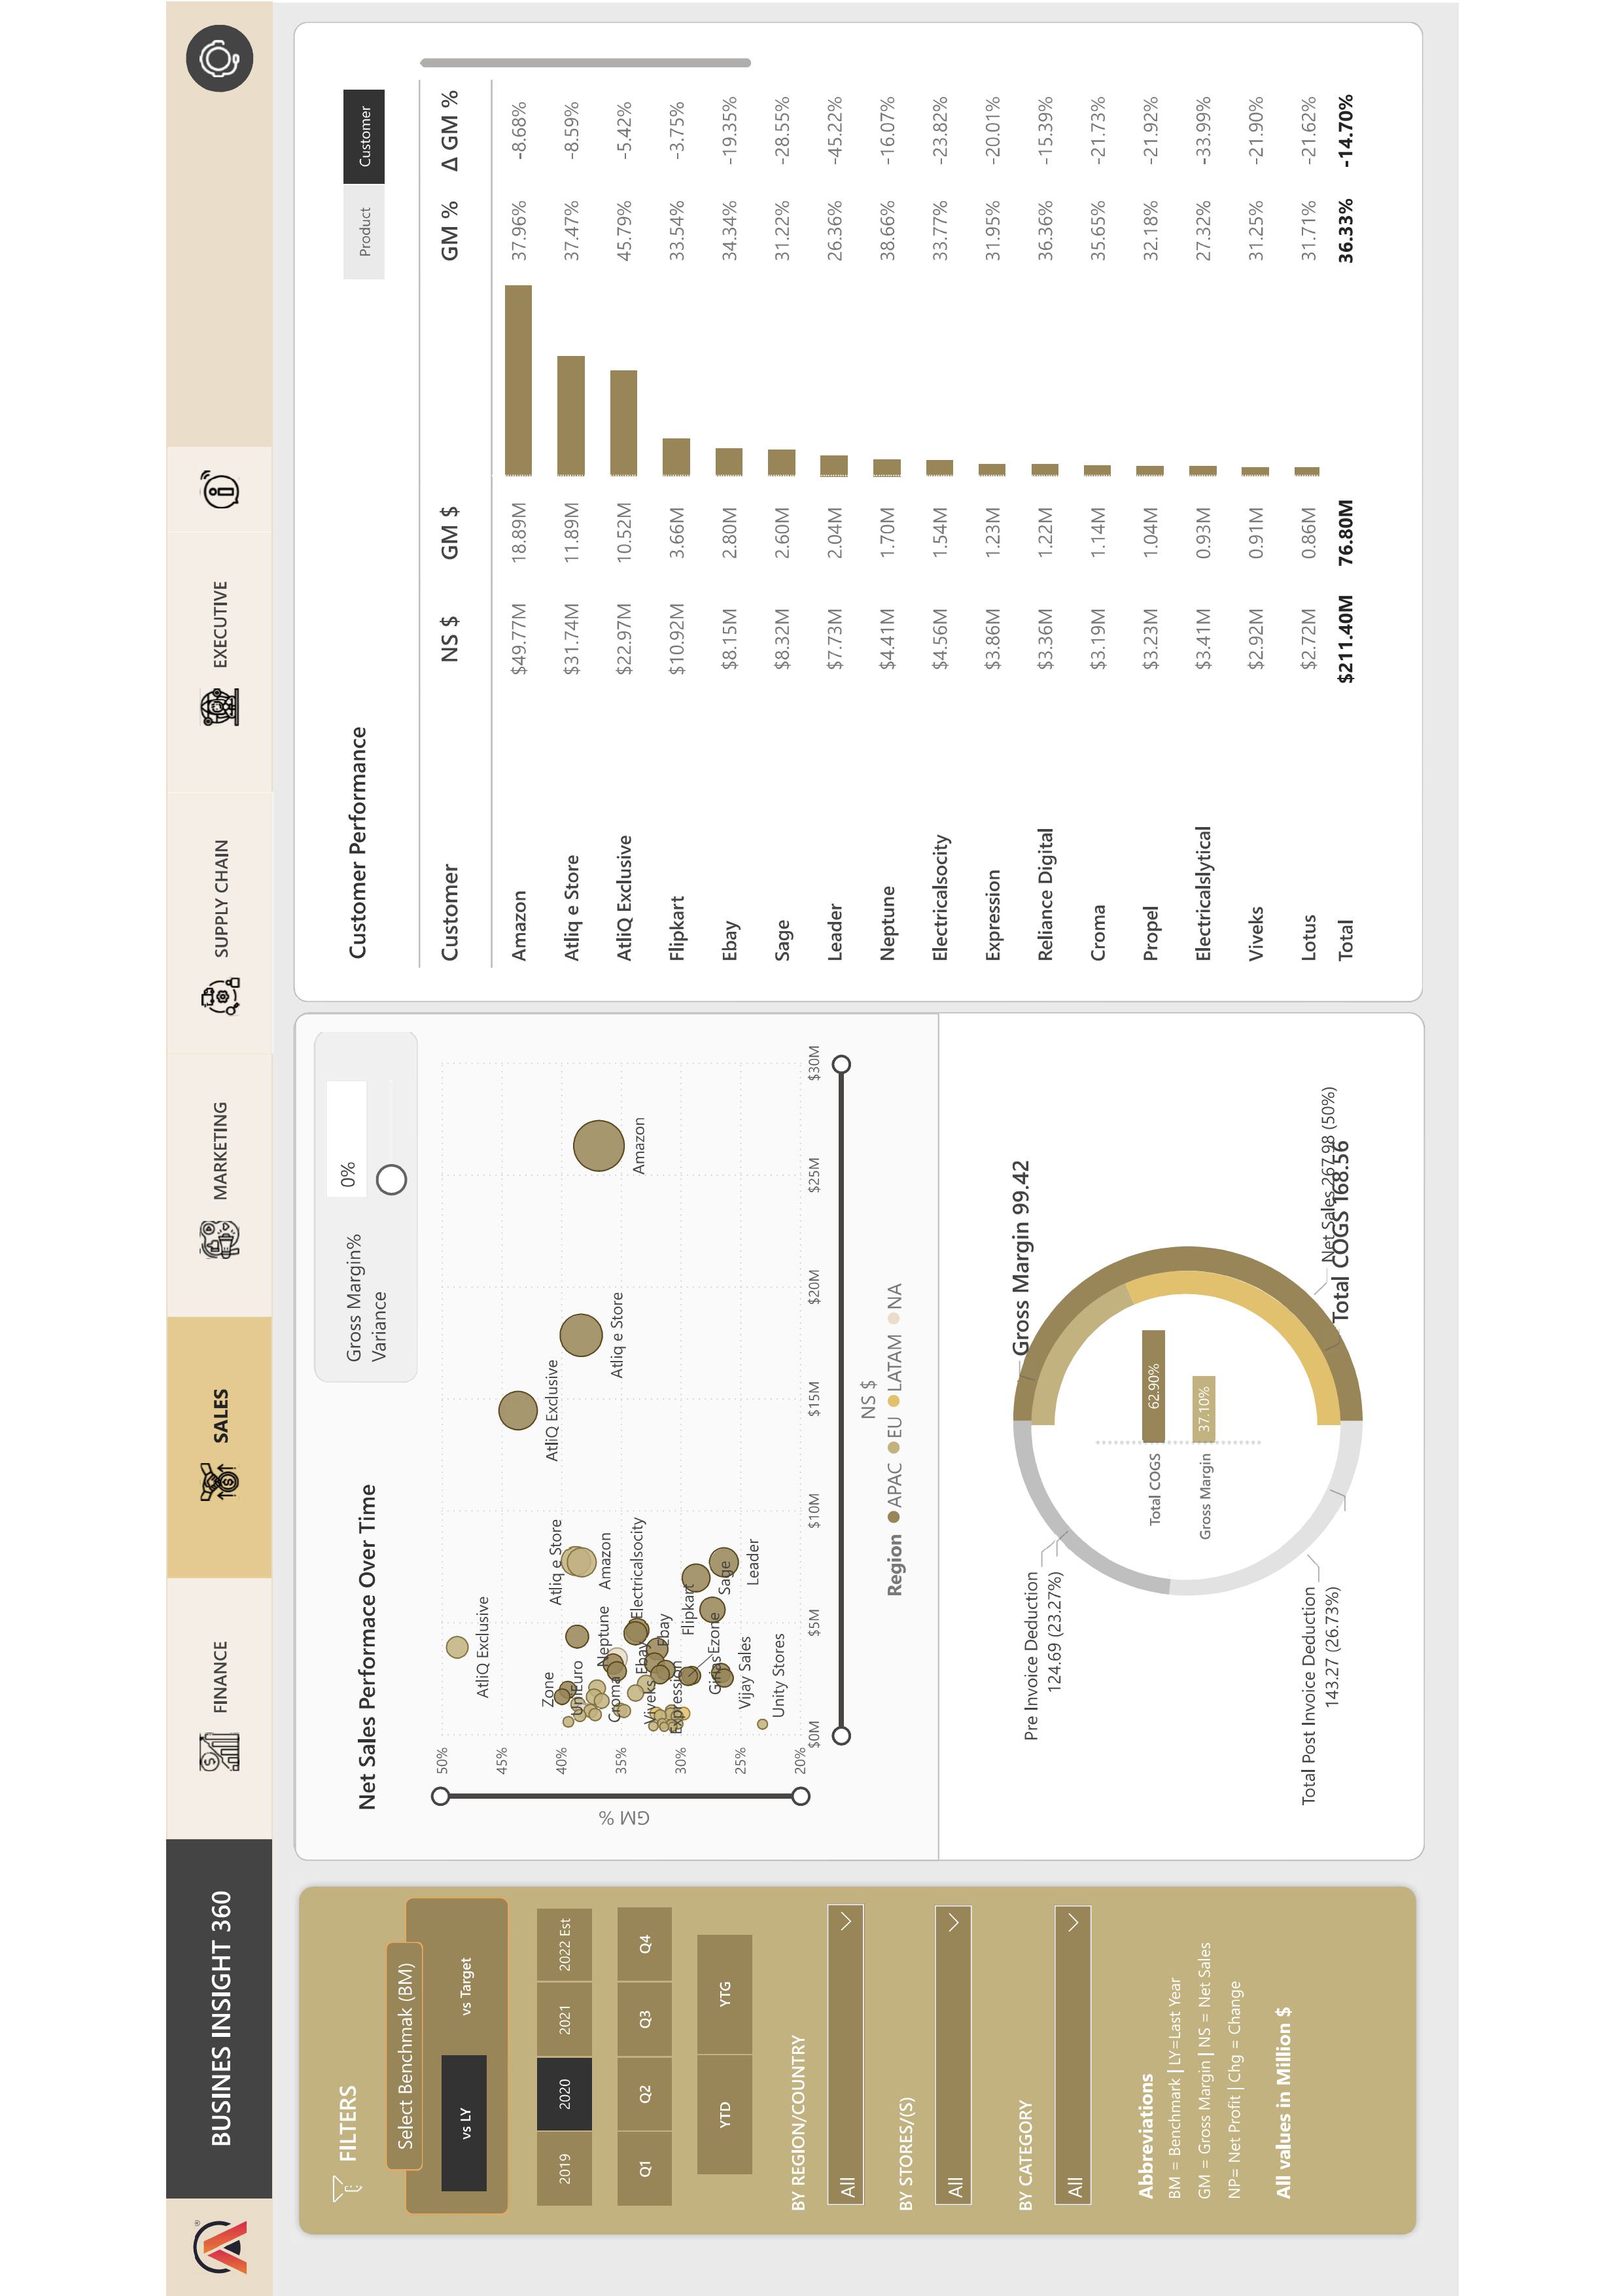 BUSINES INSIGHT 360
FINANCE
SALES
MARKETING
SUPPLY CHAIN
EXECUTIVE
FILTERS
Select Benchmak (BM)
vs LY
vs Target
2019
2020
2021
2022 Est
Q1
Q2
Q3
Q4
YTD
YTG
BY REGION/COUNTRY
All
BY STORES/(S)
All
BY CATEGORY
All
Abbreviations
BM = Benchmark | LY=Last Year
GM = Gross Margin | NS = Net Sales
NP= Net Profit | Chg = Change
All values in Million $
Net Sales Performace Over Time
Gross Margin%
Variance
0%
GM %
50%
45%
40%
35%
30%
25%
20%
AtliQ Exclusive
Zone
Atliq e Store
AtliQ Exclusive
UniEuro
Neptune
Amazon
Croma
Atliq e Store
Electricalsocity
Amazon
Ebay
Viveks
Ebay
Expression
Flipkart
Girias
Ezone
Sage
Vijay Sales
Leader
Unity Stores
$0M
$5M
$10M
$15M
$20M
$25M
$30M
NS $
Region APAC EU LATAM NA
Gross Margin 99.42
Pre Invoice Deduction
124.69 (23.27%)
Total COGS 62.90%
Gross Margin 37.10%
Total Post Invoice Deduction
143.27 (26.73%)
Net Sales 267.98 (50%)
Total COGS 168.56
Customer Performance
Product
Customer
Customer NS $ GM $ GM % Δ GM %
Amazon $49.77M 18.89M 37.96% -8.68%
Atliq e Store $31.74M 11.89M 37.47% -8.59%
AtliQ Exclusive $22.97M 10.52M 45.79% -5.42%
Flipkart $10.92M 3.66M 33.54% -3.75%
Ebay $8.15M 2.80M 34.34% -19.35%
Sage $8.32M 2.60M 31.22% -28.55%
Leader $7.73M 2.04M 26.36% -45.22%
Neptune $4.41M 1.70M 38.66% -16.07%
Electricalsocity $4.56M 1.54M 33.77% -23.82%
Expression $3.86M 1.23M 31.95% -20.01%
Reliance Digital $3.36M 1.22M 36.36% -15.39%
Croma $3.19M 1.14M 35.65% -21.73%
Propel $3.23M 1.04M 32.18% -21.92%
Electricalslytical $3.41M 0.93M 27.32% -33.99%
Viveks $2.92M 0.91M 31.25% -21.90%
Lotus $2.72M 0.86M 31.71% -21.62%
Total $211.40M 76.80M 36.33% -14.70%